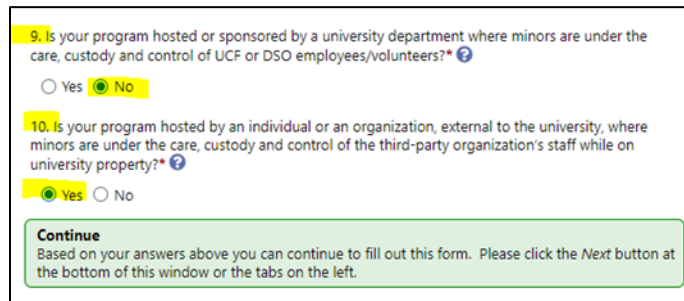 9. Is your program hosted or sponsored by a university department where minors are under the
care, custody and control of UCF or DSO employees/volunteers?* ?
Yes No
10. Is your program hosted by an individual or an organization, external to the university, where
minors are under the care, custody and control of the third-party organization's staff while on
university property?* ?
Yes No
Continue
Based on your answers above you can continue to fill out this form. Please click the Next button at
the bottom of this window or the tabs on the left.